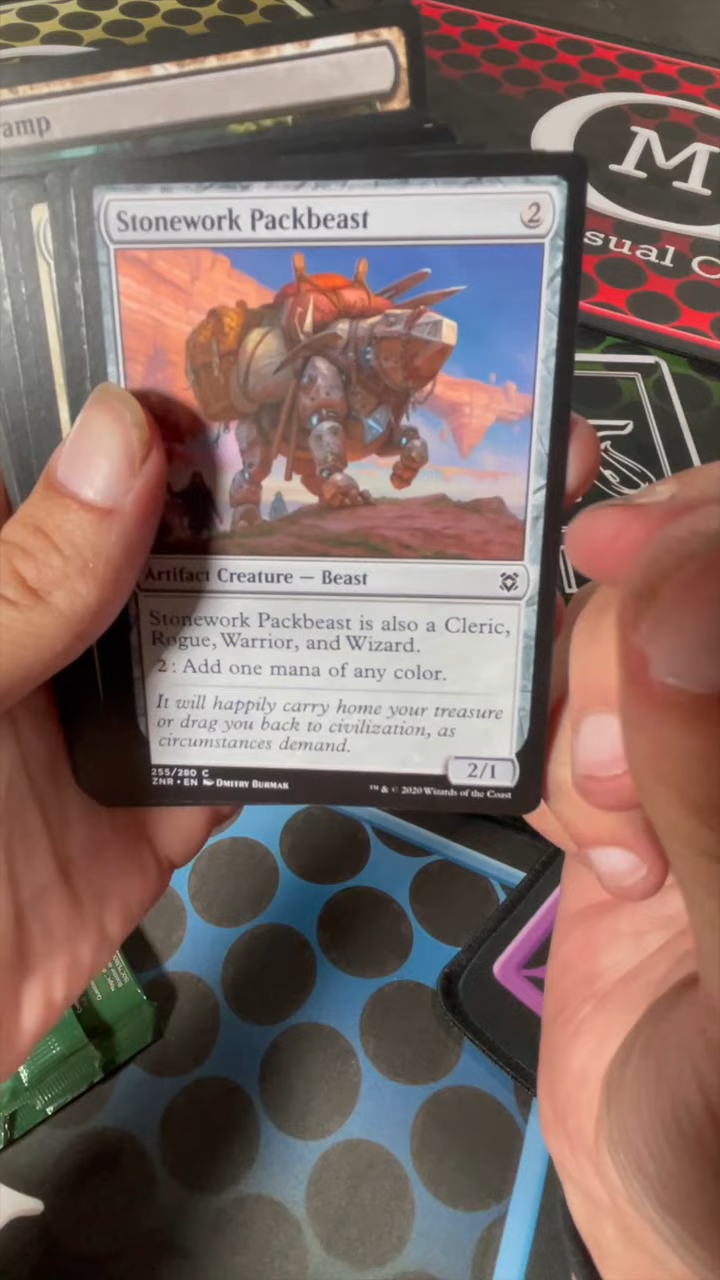 amp
M
sual C
Stonework Packbeast
2
Artifact Creature — Beast
Stonework Packbeast is also a Cleric,
Rogue, Warrior, and Wizard.
2: Add one mana of any color.
It will happily carry home your treasure
or drag you back to civilization, as
circumstances demand.
2/1
255/280 C
ZNR • EN Dmitry Burmak
™ & © 2020 Wizards of the Coast